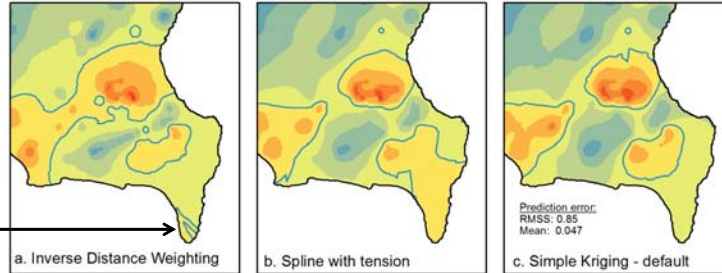 Prediction error:
RMSS: 0.85
Mean: 0.047
a. Inverse Distance Weighting
b. Spline with tension
c. Simple Kriging - default